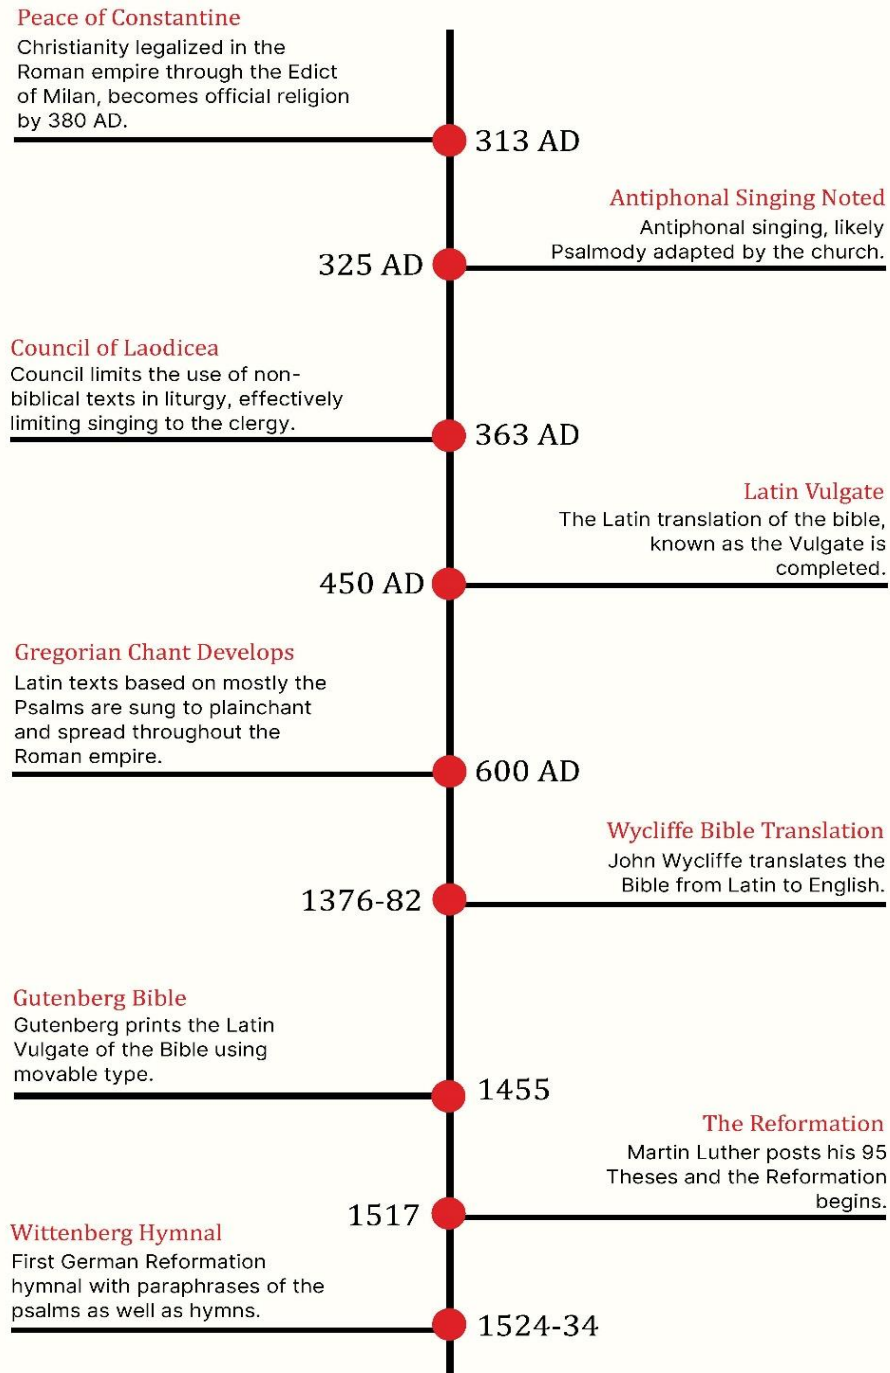 Peace of Constantine
Christianity legalized in the
Roman empire through the Edict
of Milan, becomes official religion
by 380 AD.
313 AD
Antiphonal Singing Noted
Antiphonal singing, likely
Psalmody adapted by the church.
325 AD
Council of Laodicea
Council limits the use of non-
biblical texts in liturgy, effectively
limiting singing to the clergy.
363 AD
Latin Vulgate
The Latin translation of the bible,
known as the Vulgate is
completed.
450 AD
Gregorian Chant Develops
Latin texts based on mostly the
Psalms are sung to plainchant
and spread throughout the
Roman empire.
600 AD
Wycliffe Bible Translation
John Wycliffe translates the
Bible from Latin to English.
1376-82
Gutenberg Bible
Gutenberg prints the Latin
Vulgate of the Bible using
movable type.
1455
The Reformation
Martin Luther posts his 95
Theses and the Reformation
begins.
1517
Wittenberg Hymnal
First German Reformation
hymnal with paraphrases of the
psalms as well as hymns.
1524-34